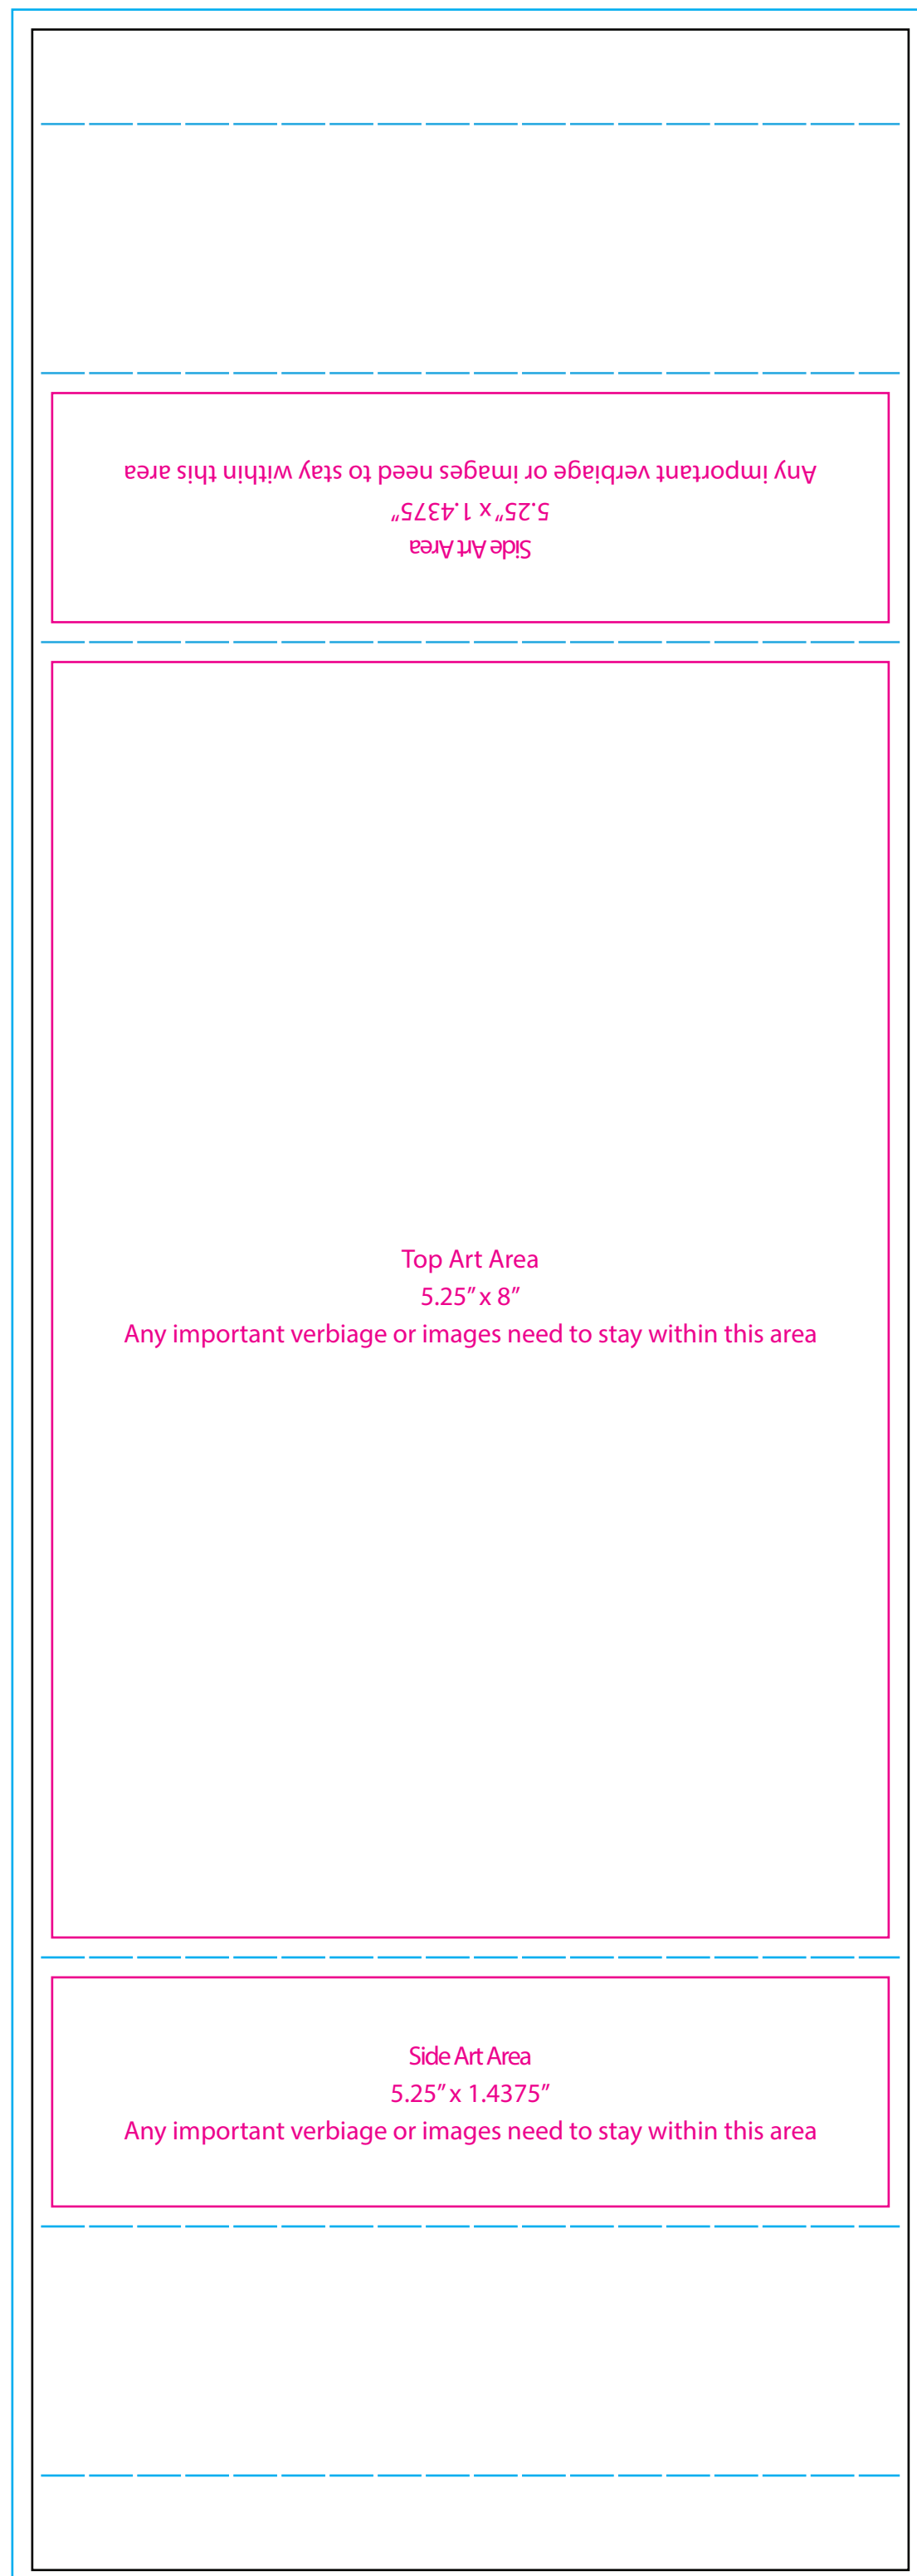 Side Art Area
5.25” x 1.4375”
Any important verbiage or images need to stay within this area
Top Art Area
5.25” x 8”
Any important verbiage or images need to stay within this area
Side Art Area
5.25” x 1.4375”
Any important verbiage or images need to stay within this area